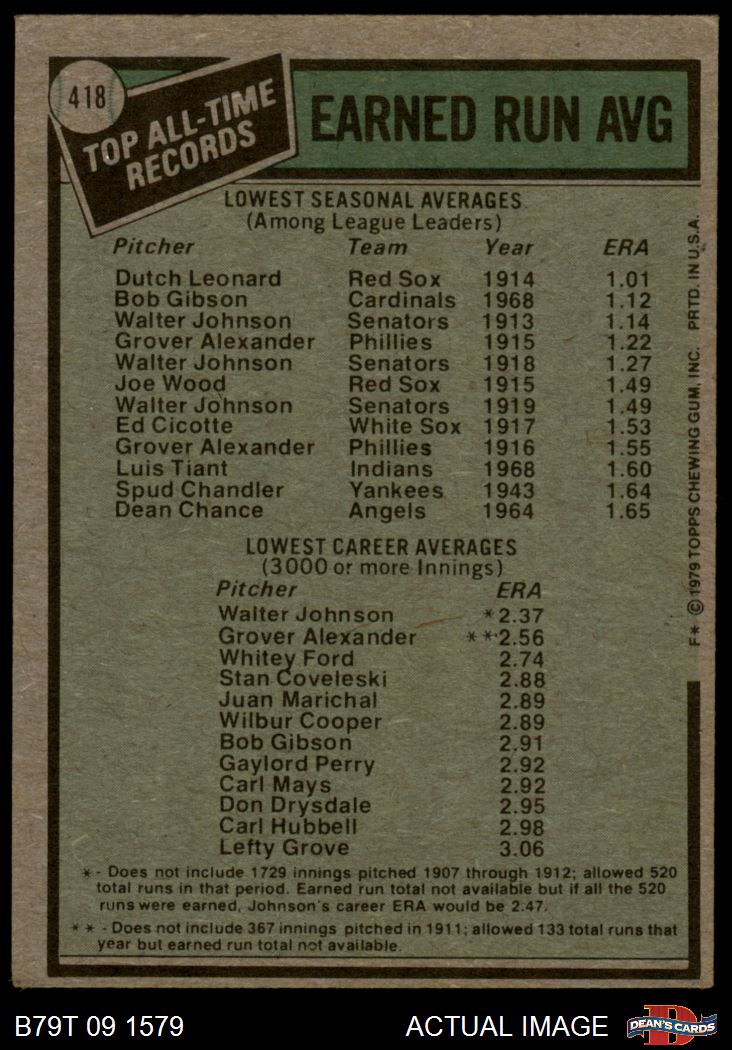 418
TOP ALL-TIME
RECORDS
EARNED RUN AVG
LOWEST SEASONAL AVERAGES
(Among League Leaders)
Pitcher Team Year ERA
Dutch Leonard Red Sox 1914 1.01
Bob Gibson Cardinals 1968 1.12
Walter Johnson Senators 1913 1.14
Grover Alexander Phillies 1915 1.22
Walter Johnson Senators 1918 1.27
Joe Wood Red Sox 1915 1.49
Walter Johnson Senators 1919 1.49
Ed Cicotte White Sox 1917 1.53
Grover Alexander Phillies 1916 1.55
Luis Tiant Indians 1968 1.60
Spud Chandler Yankees 1943 1.64
Dean Chance Angels 1964 1.65
LOWEST CAREER AVERAGES
(3000 or more Innings)
Pitcher ERA
Walter Johnson *2.37
Grover Alexander **2.56
Whitey Ford 2.74
Stan Coveleski 2.88
Juan Marichal 2.89
Wilbur Cooper 2.89
Bob Gibson 2.91
Gaylord Perry 2.92
Carl Mays 2.92
Don Drysdale 2.95
Carl Hubbell 2.98
Lefty Grove 3.06
* - Does not include 1729 innings pitched 1907 through 1912; allowed 520
total runs in that period. Earned run total not available but if all the 520
runs were earned, Johnson's career ERA would be 2.47.
* * - Does not include 367 innings pitched in 1911; allowed 133 total runs that
year but earned run total not available.
F* © 1979 TOPPS CHEWING GUM, INC. PRTD. IN U.S.A.
B79T 09 1579 ACTUAL IMAGE
D
DEAN'S CARDS